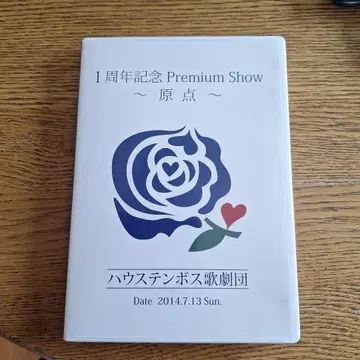 1周年記念 Premium Show
～ 原 点 ～
ハウステンボス歌劇団
Date 2014.7.13 Sun.